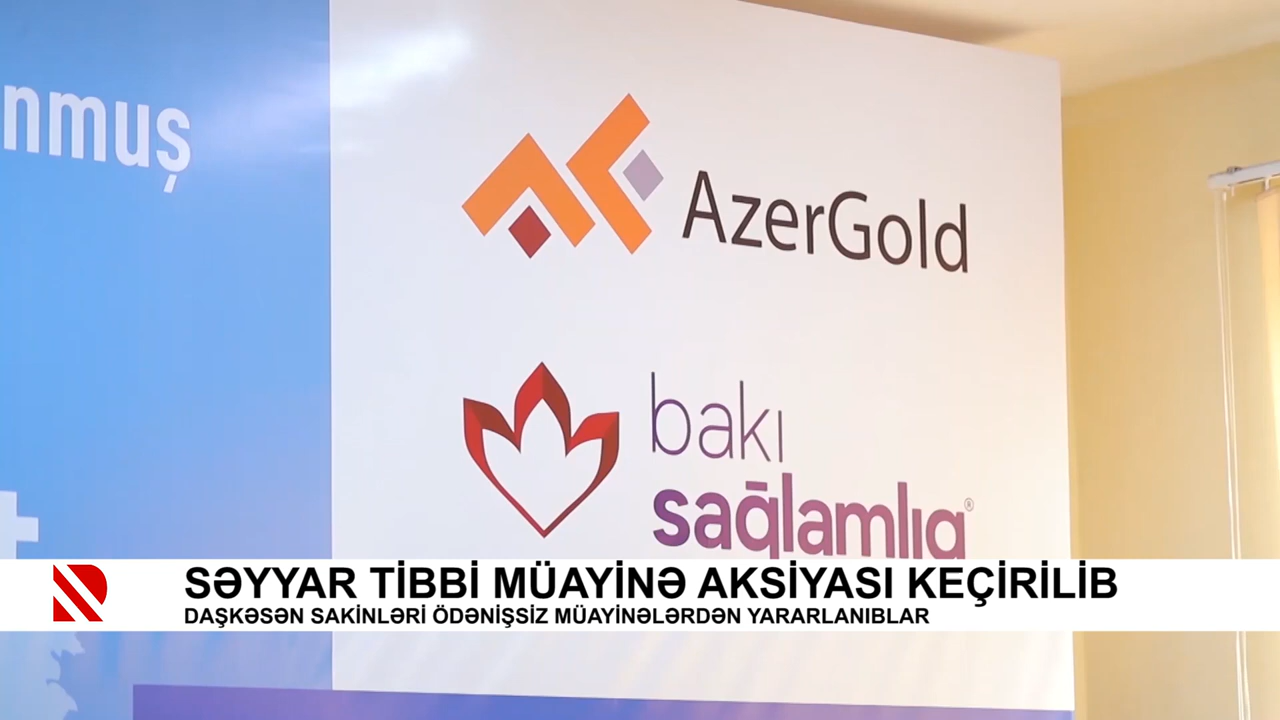 AzerGold
bakı
sağlamlıq®
SƏYYAR TİBBİ MÜAYİNƏ AKSİYASI KEÇİRİLİB
DAŞKƏSƏN SAKİNLƏRİ ÖDƏNİŞSİZ MÜAYİNƏLƏRDƏN YARARLANIBLAR